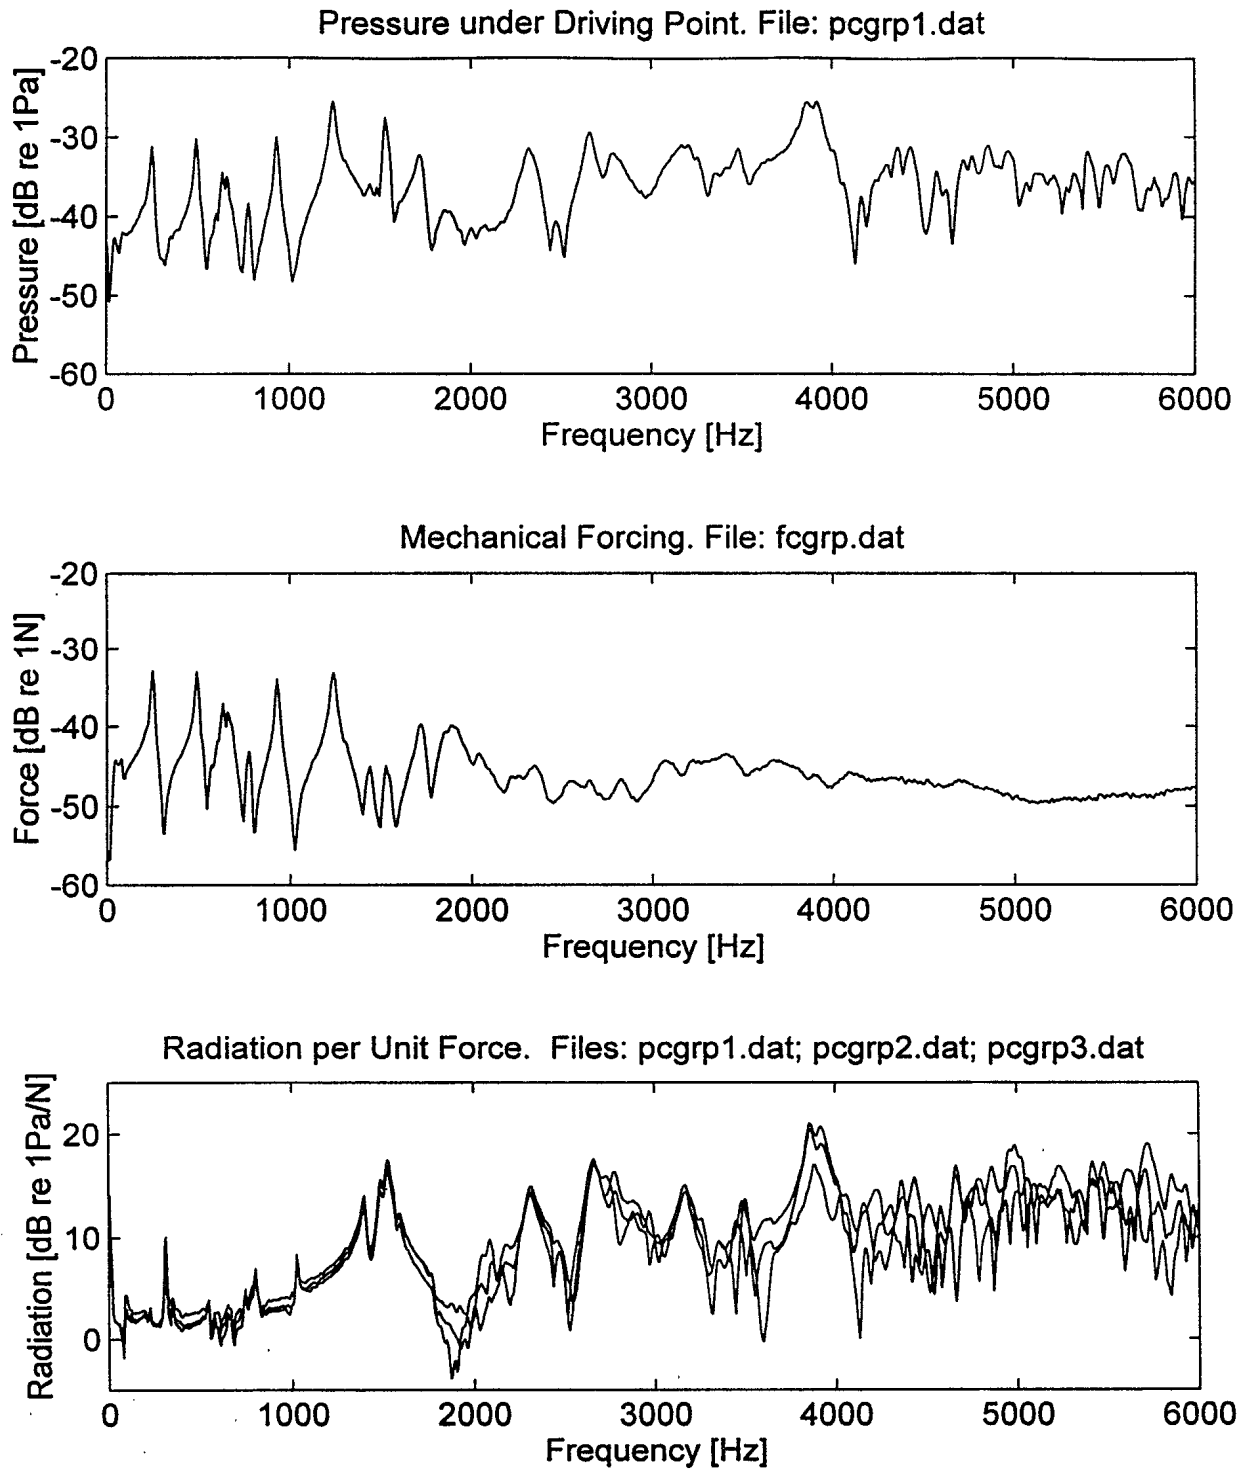 Pressure under Driving Point. File: pcgrp1.dat
Pressure [dB re 1Pa]
-20
-30
-40
-50
-60
0 1000 2000 3000 4000 5000 6000
Frequency [Hz]
Mechanical Forcing. File: fcgrp.dat
Force [dB re 1N]
-20
-30
-40
-50
-60
0 1000 2000 3000 4000 5000 6000
Frequency [Hz]
Radiation per Unit Force. Files: pcgrp1.dat; pcgrp2.dat; pcgrp3.dat
Radiation [dB re 1Pa/N]
20
10
0
0 1000 2000 3000 4000 5000 6000
Frequency [Hz]